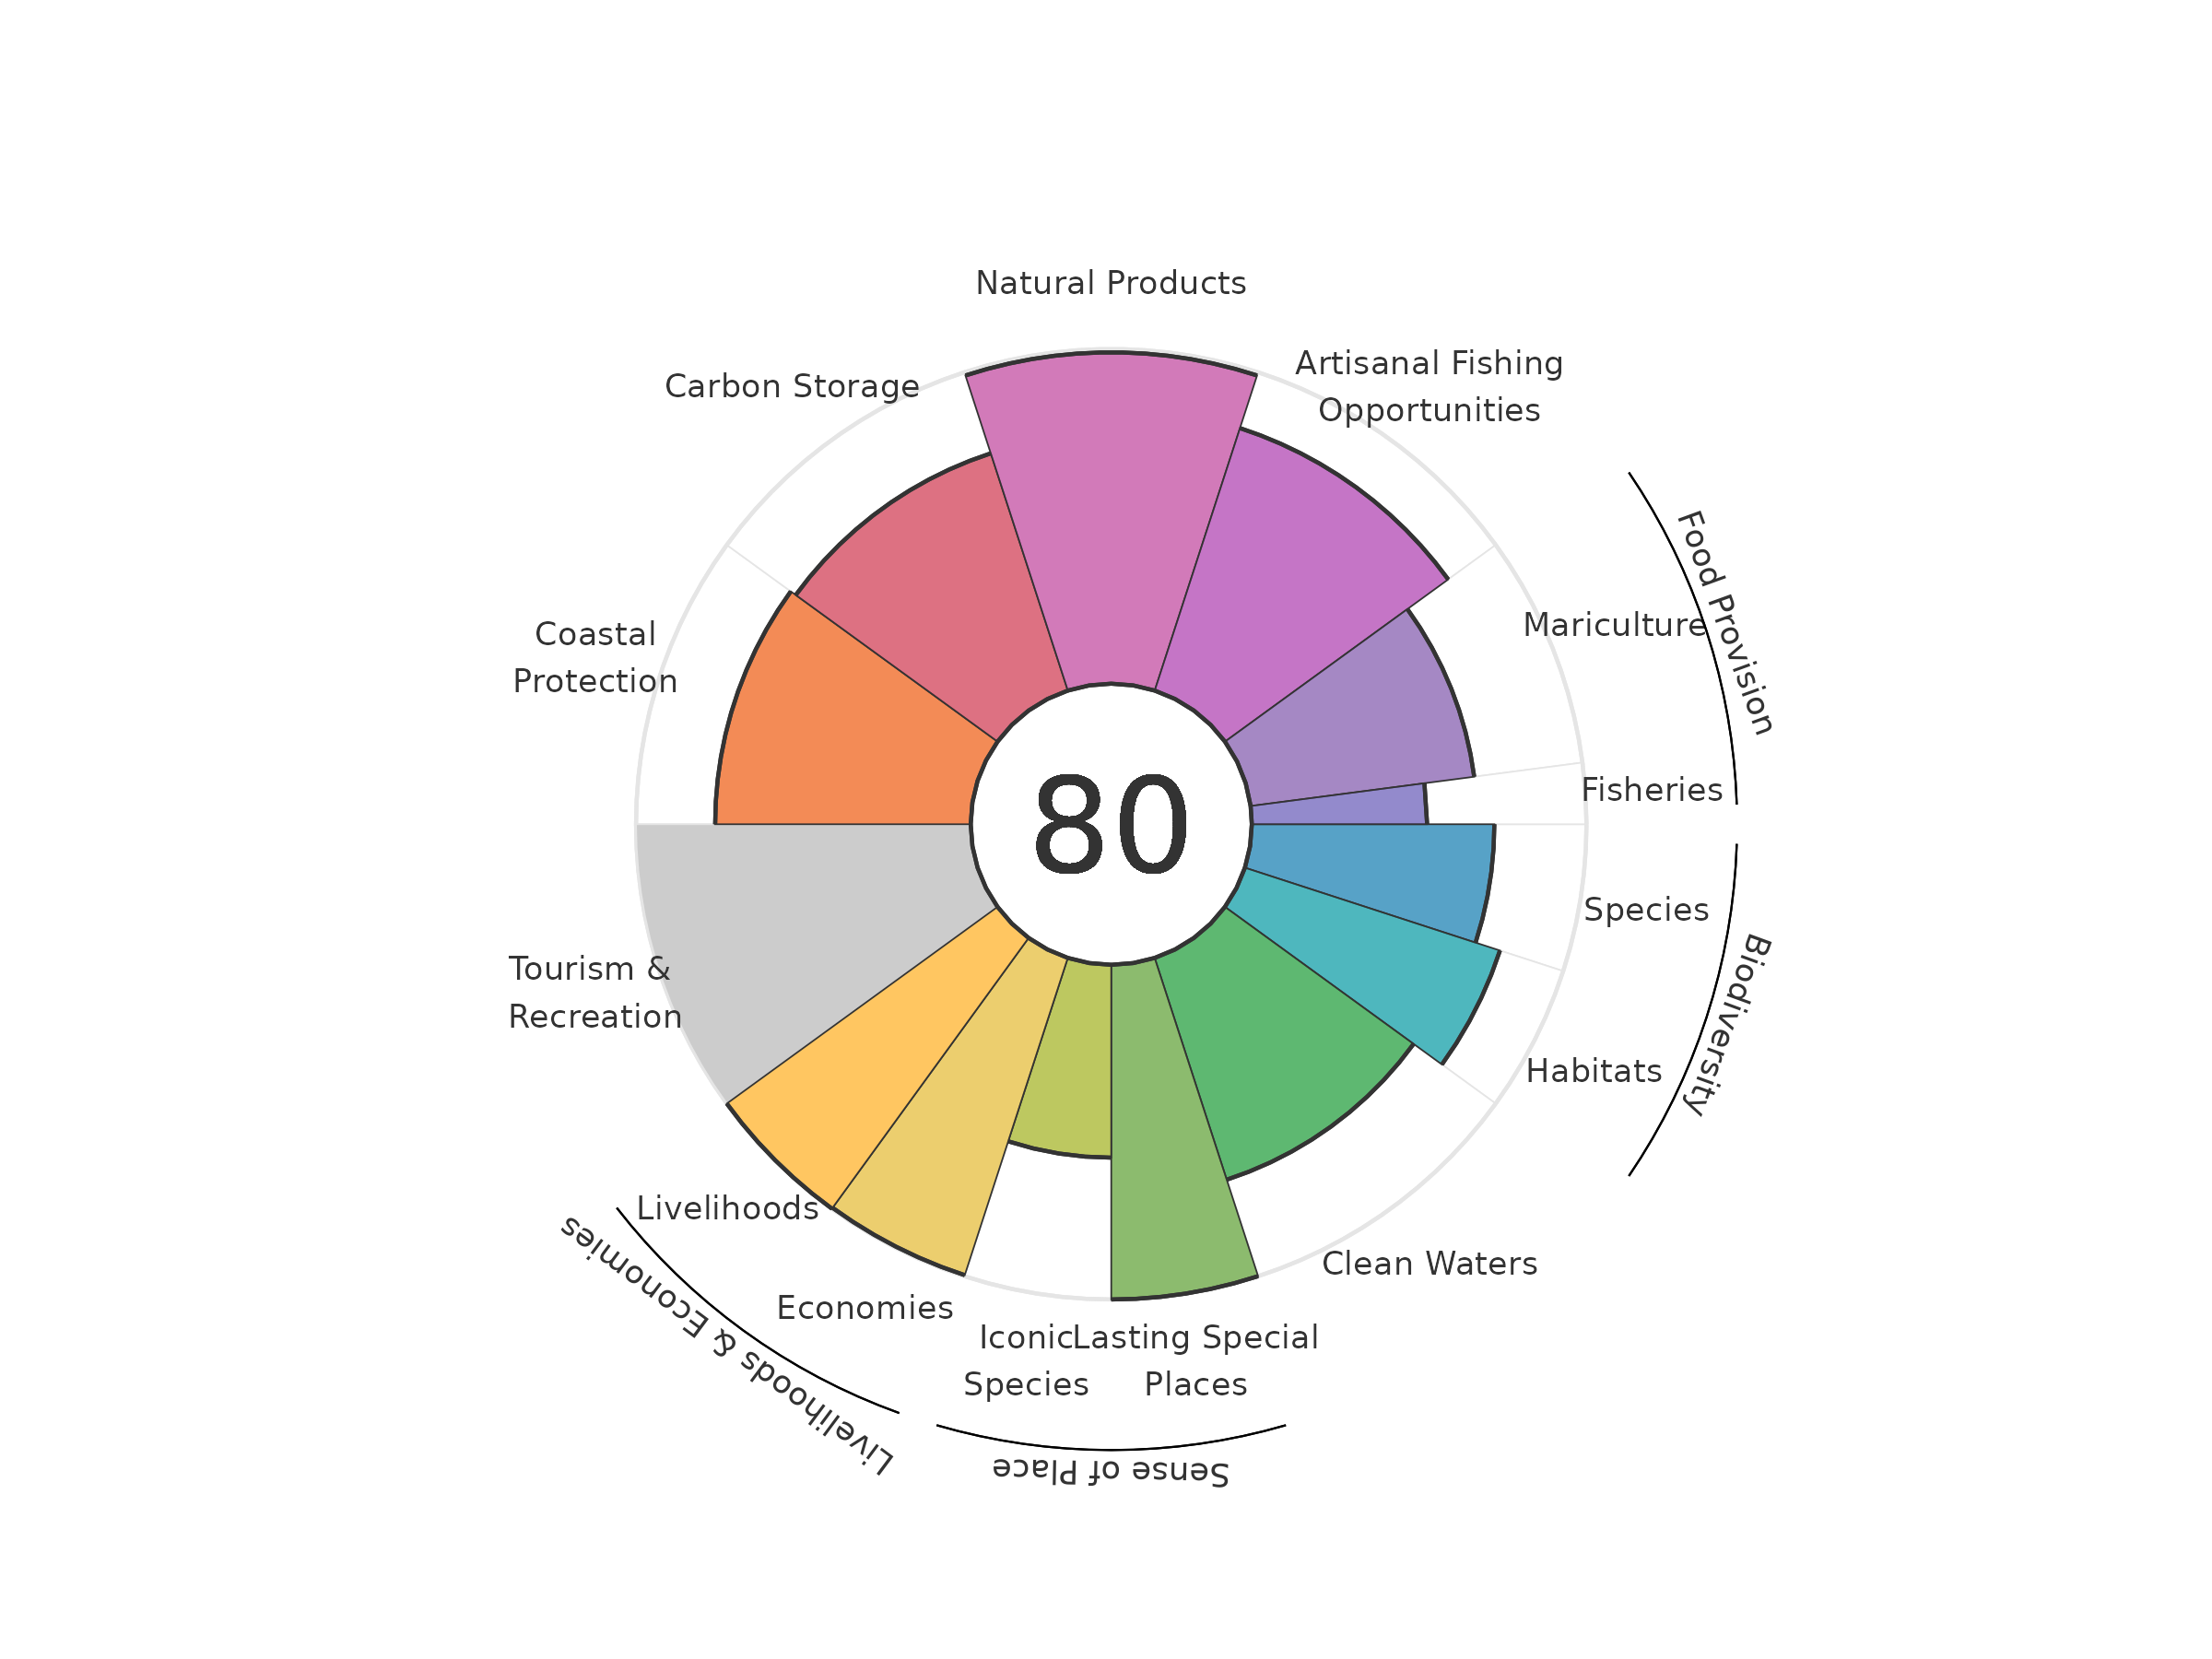 Natural Products
Artisanal Fishing
Opportunities
Carbon Storage
Food Provision
Mariculture
Coastal
Protection
Fisheries
80
Species
Biodiversity
Tourism &
Recreation
Habitats
Livelihoods
Clean Waters
Livelihoods & Economies
Economies
Iconic
Species
Lasting Special
Places
Sense of Place